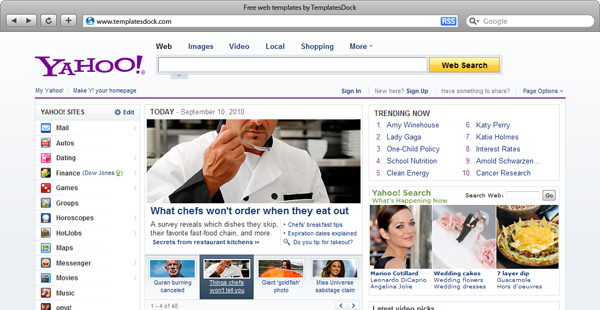 Free web templates by TemplatesDock
www.templatesdock.com
RSS
Google
YAHOO!
Web Images Video Local Shopping More
Web Search
My Yahoo! Make Y! your homepage
Sign In New here? Sign Up Have something to share? Page Options
YAHOO! SITES Edit
Mail
Autos
Dating
Finance (Dow Jones)
Games
Groups
Horoscopes
HotJobs
Maps
Messenger
Movies
Music
omg!
TODAY - September 10, 2010
What chefs won't order when they eat out
A survey reveals which dishes they skip,
their favorite fast-food chain, and more.
Secrets from restaurant kitchens »
• Chefs' breakfast tips
• Expiration dates explained
Do you tip for takeout?
Quran burning
canceled
Things chefs
won't tell you
Giant 'goldfish'
photo
Miss Universe
sabotage claim
1 - 4 of 48
TRENDING NOW
1. Amy Winehouse
2. Lady Gaga
3. One-Child Policy
4. School Nutrition
5. Clean Energy
6. Katy Perry
7. Katie Holmes
8. Interest Rates
9. Arnold Schwarzen...
10. Cancer Research
Yahoo! Search
What's Happening Now
Search Web: Go
Marion Cotillard
Leonardo DiCaprio
Angelina Jolie
Wedding cakes
Wedding flowers
Wedding dresses
7 layer dip
Guacamole
Hors d'oeuvres
Latest video picks